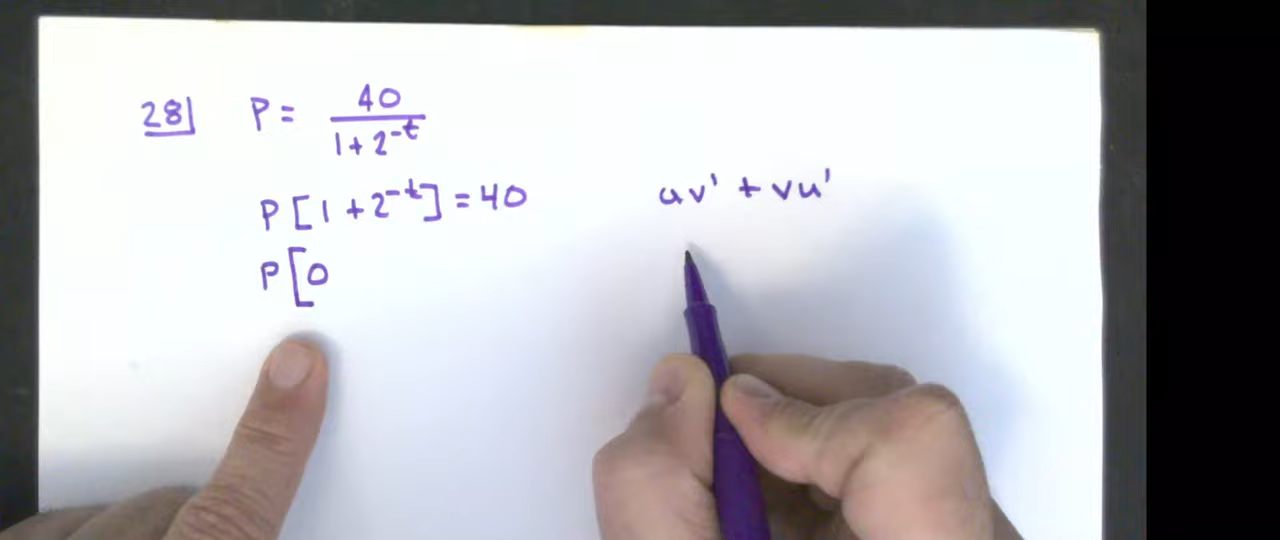 28] P = 40 / 1 + 2^-t
P [1 + 2^-t] = 40
uv' + vu'
P [0